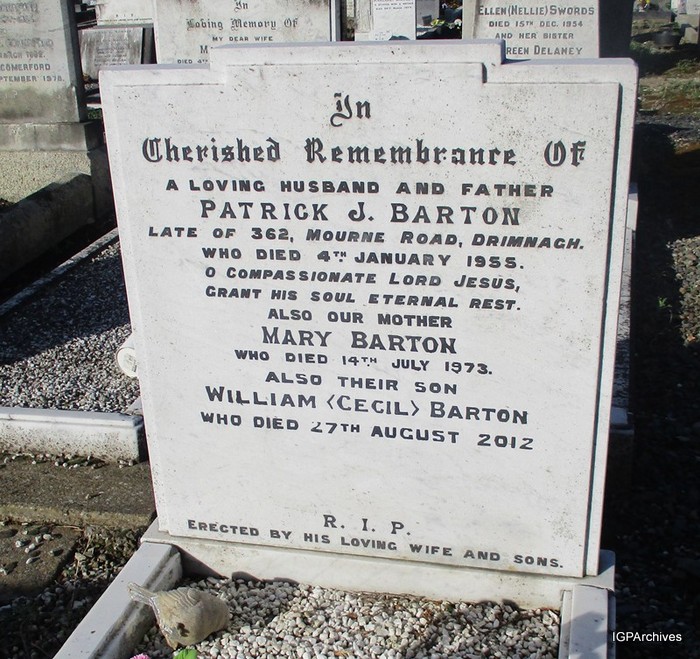 COMERFORD
SEPTEMBER 1978.
In
Loving Memory Of
MY DEAR WIFE
ELLEN (NELLIE) SWORDS
DIED 15TH DEC. 1954
AND HER SISTER
DELANEY
In
Cherished Remembrance Of
A LOVING HUSBAND AND FATHER
PATRICK J. BARTON
LATE OF 362, MOURNE ROAD, DRIMNAGH.
WHO DIED 4TH JANUARY 1955.
O COMPASSIONATE LORD JESUS,
GRANT HIS SOUL ETERNAL REST.
ALSO OUR MOTHER
MARY BARTON
WHO DIED 14TH JULY 1973.
ALSO THEIR SON
WILLIAM (CECIL) BARTON
WHO DIED 27TH AUGUST 2012
R. I. P.
ERECTED BY HIS LOVING WIFE AND SONS.
IGPArchives